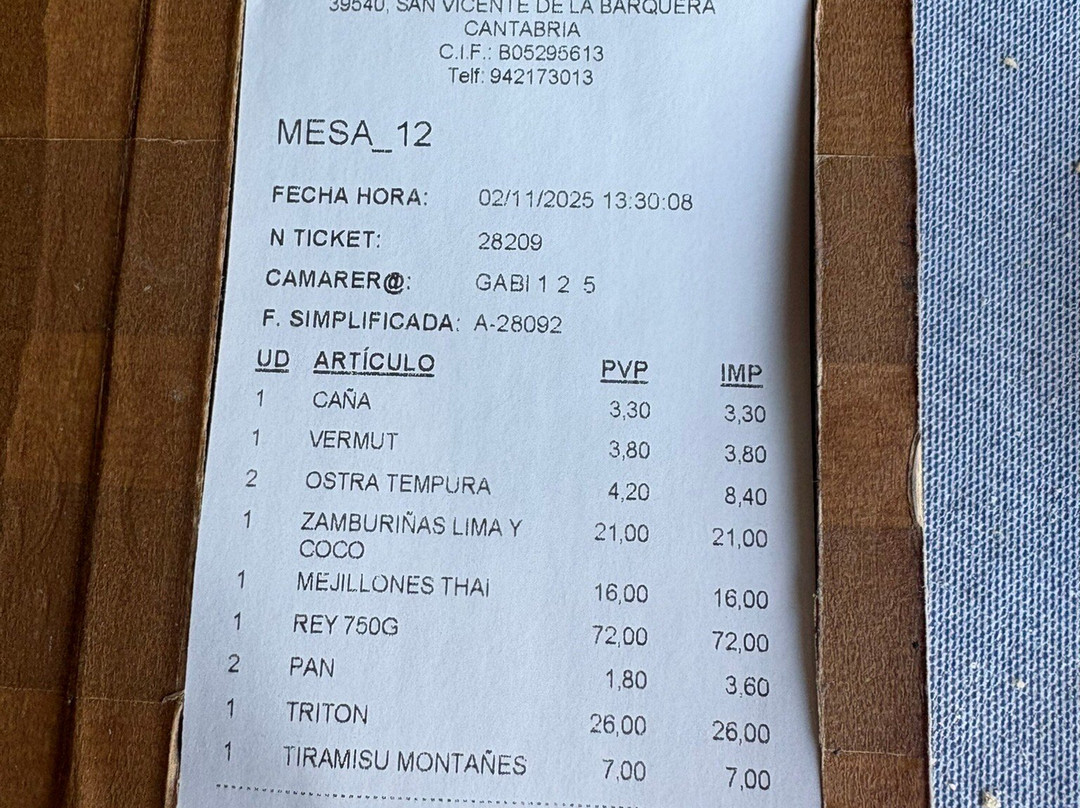 39540, SAN VICENTE DE LA BARQUERA
CANTABRIA
C.I.F.: B05295613
Telf: 942173013
MESA_12
FECHA HORA: 02/11/2025 13:30:08
N TICKET: 28209
CAMARER@: GABI 1 2 5
F. SIMPLIFICADA: A-28092
UD ARTÍCULO PVP IMP
1 CAÑA 3,30 3,30
1 VERMUT 3,80 3,80
2 OSTRA TEMPURA 4,20 8,40
1 ZAMBURIÑAS LIMA Y 21,00 21,00
COCO
1 MEJILLONES THAI 16,00 16,00
1 REY 750G 72,00 72,00
2 PAN 1,80 3,60
1 TRITON 26,00 26,00
1 TIRAMISU MONTAÑES 7,00 7,00